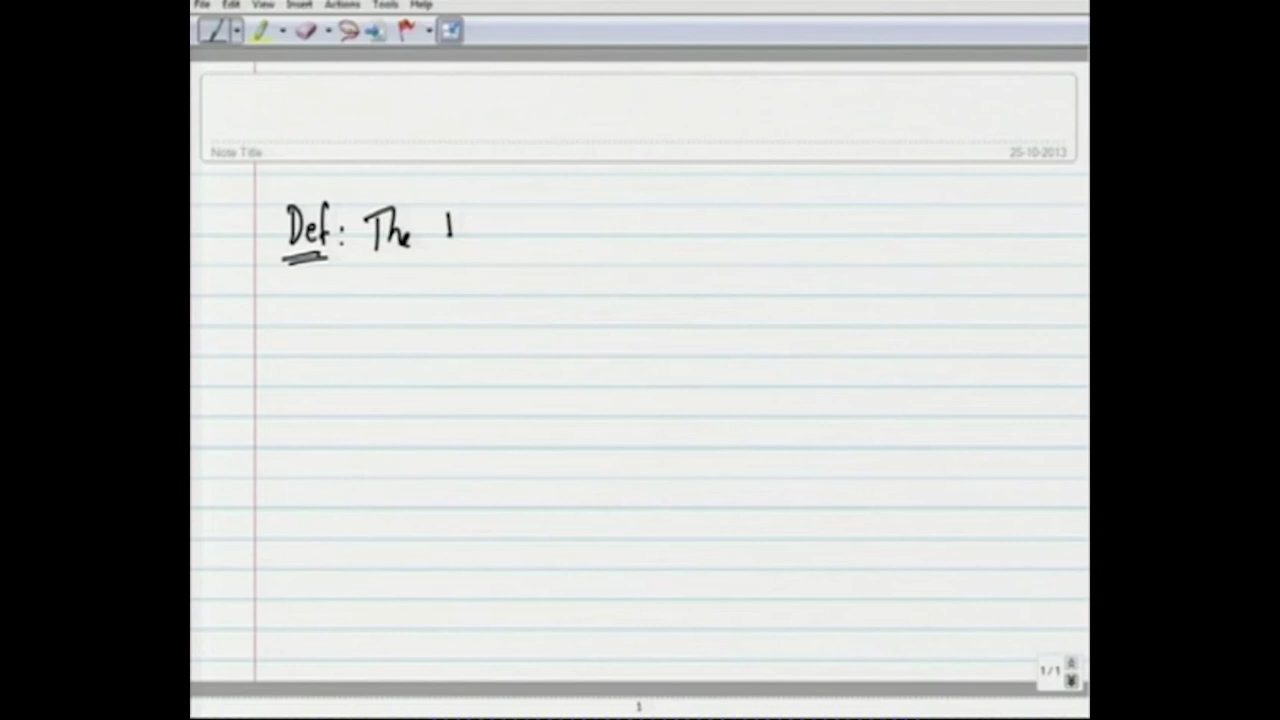 File Edit View Insert Actions Tools Help
Note Title 25-10-2013
Def: The
1/1
1